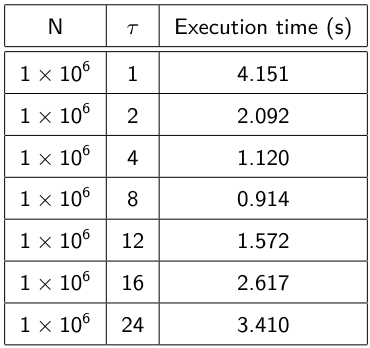 N τ Execution time (s)
1 × 10⁶ 1 4.151
1 × 10⁶ 2 2.092
1 × 10⁶ 4 1.120
1 × 10⁶ 8 0.914
1 × 10⁶ 12 1.572
1 × 10⁶ 16 2.617
1 × 10⁶ 24 3.410